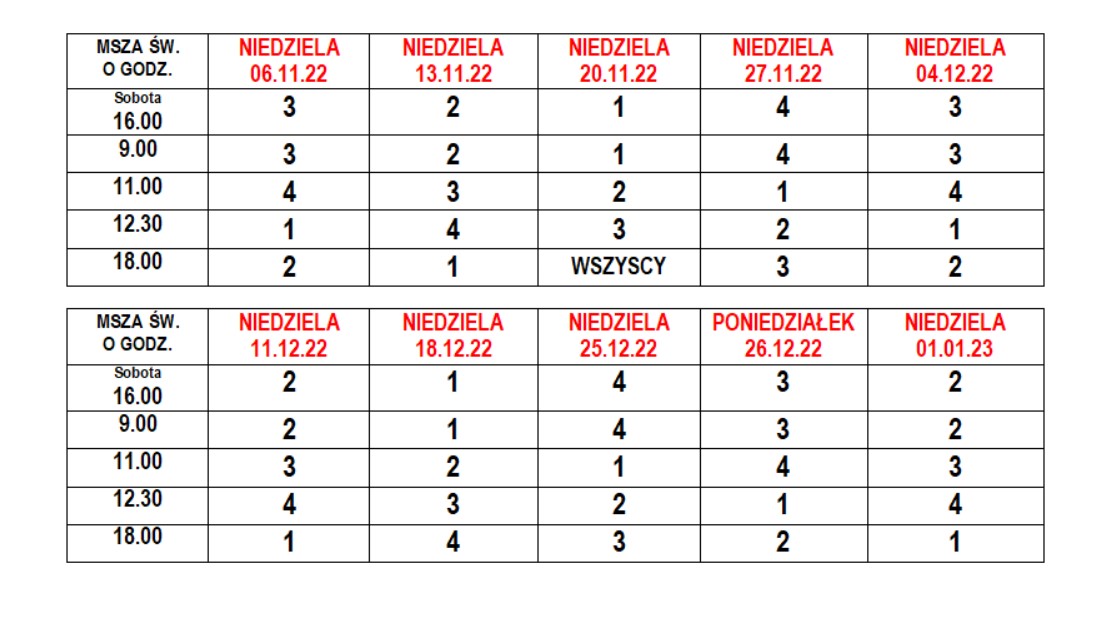 MSZA ŚW. NIEDZIELA NIEDZIELA NIEDZIELA NIEDZIELA NIEDZIELA
O GODZ. 06.11.22 13.11.22 20.11.22 27.11.22 04.12.22
Sobota
16.00 3 2 1 4 3
9.00 3 2 1 4 3
11.00 4 3 2 1 4
12.30 1 4 3 2 1
18.00 2 1 WSZYSCY 3 2
MSZA ŚW. NIEDZIELA NIEDZIELA NIEDZIELA PONIEDZIAŁEK NIEDZIELA
O GODZ. 11.12.22 18.12.22 25.12.22 26.12.22 01.01.23
Sobota
16.00 2 1 4 3 2
9.00 2 1 4 3 2
11.00 3 2 1 4 3
12.30 4 3 2 1 4
18.00 1 4 3 2 1